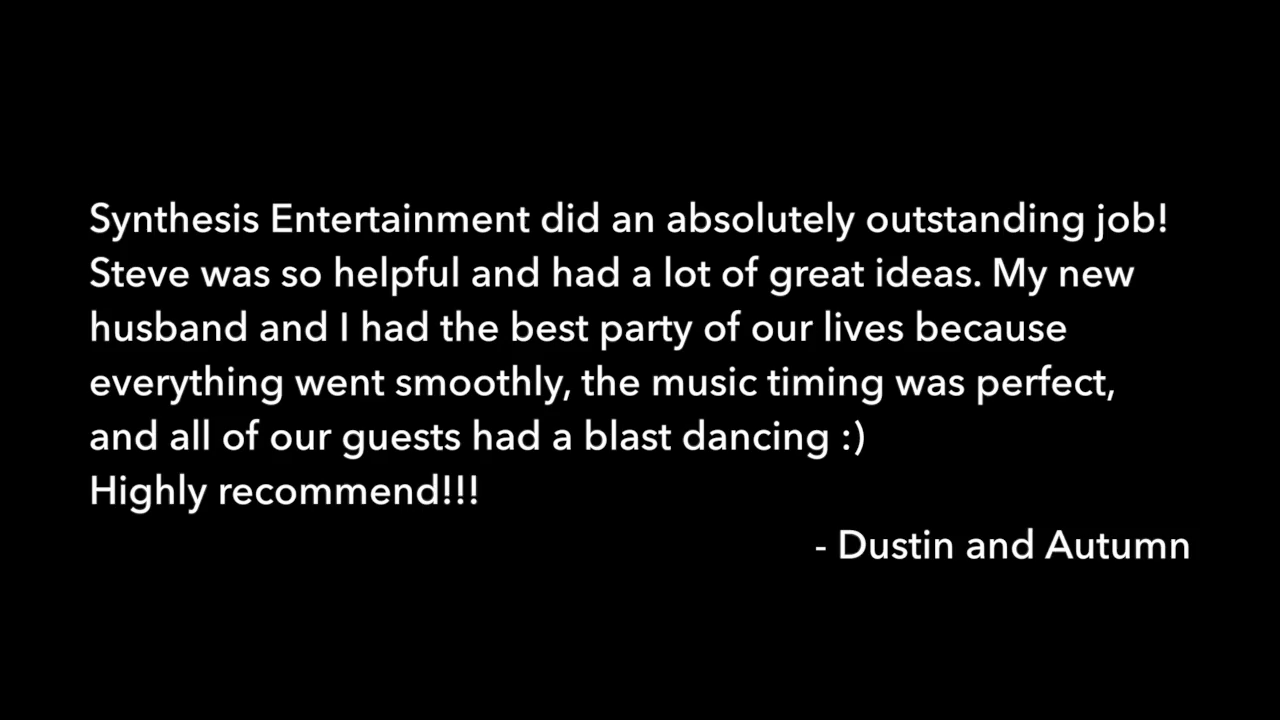 Synthesis Entertainment did an absolutely outstanding job!
Steve was so helpful and had a lot of great ideas. My new
husband and I had the best party of our lives because
everything went smoothly, the music timing was perfect,
and all of our guests had a blast dancing :)
Highly recommend!!!
- Dustin and Autumn